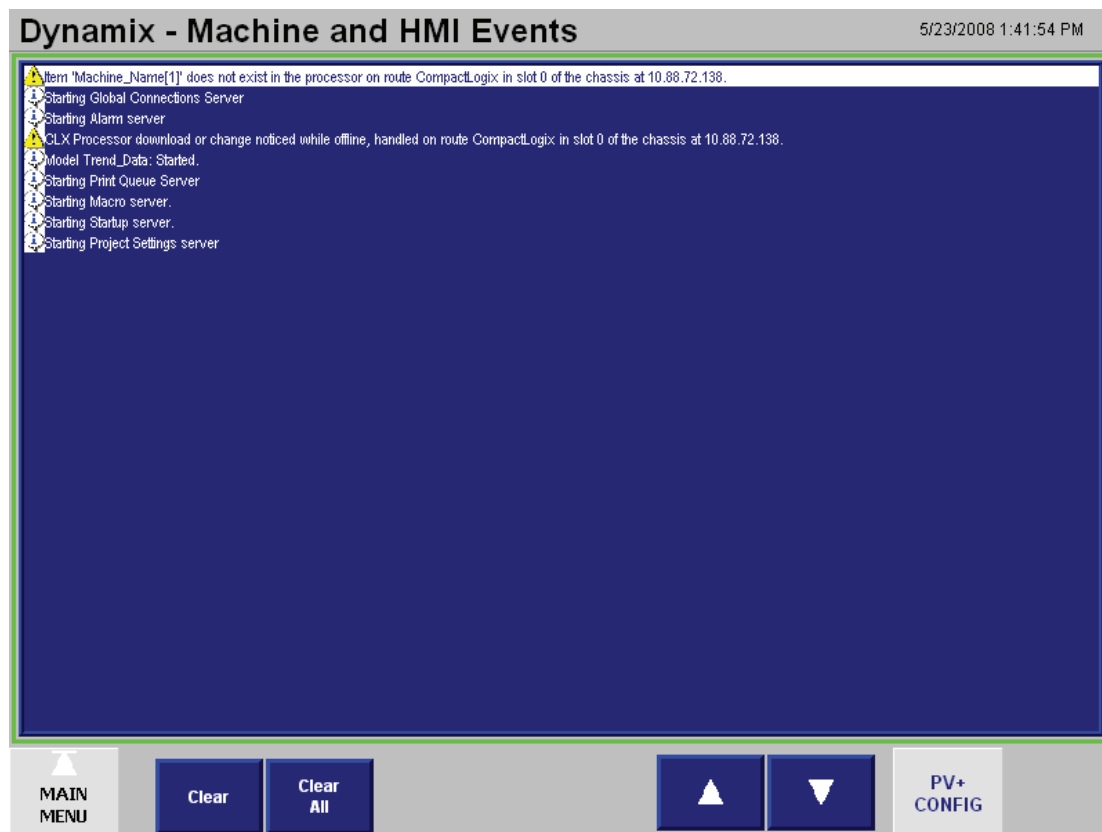 Dynamix - Machine and HMI Events
5/23/2008 1:41:54 PM
Item 'Machine_Name[1]' does not exist in the processor on route CompactLogix in slot 0 of the chassis at 10.88.72.138.
Starting Global Connections Server
Starting Alarm server
CLX Processor download or change noticed while offline, handled on route CompactLogix in slot 0 of the chassis at 10.88.72.138.
Model Trend_Data: Started.
Starting Print Queue Server
Starting Macro server.
Starting Startup server.
Starting Project Settings server
MAIN
MENU
Clear
Clear
All
PV+
CONFIG